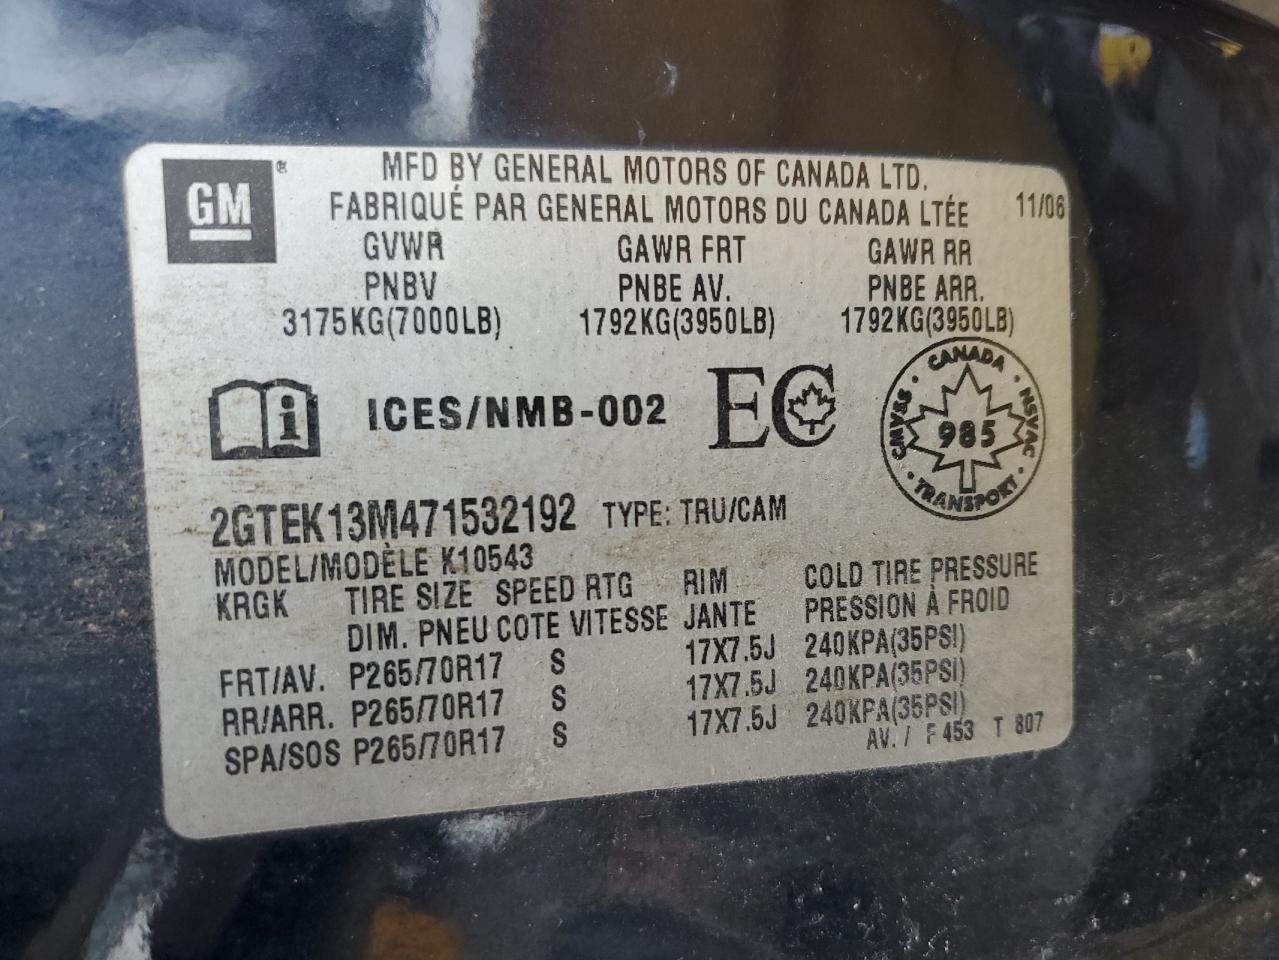 GM®
MFD BY GENERAL MOTORS OF CANADA LTD.
FABRIQUÉ PAR GENERAL MOTORS DU CANADA LTÉE 11/06
GVWR GAWR FRT GAWR RR
PNBV PNBE AV. PNBE ARR.
3175KG(7000LB) 1792KG(3950LB) 1792KG(3950LB)
i ICES/NMB-002 EC
CANADA · NSVAC · TRANSPORT · CMVSS ·
985
2GTEK13M471532192 TYPE: TRU/CAM
MODEL/MODÈLE K10543
KRGK TIRE SIZE SPEED RTG RIM COLD TIRE PRESSURE
DIM. PNEU COTE VITESSE JANTE PRESSION À FROID
FRT/AV. P265/70R17 S 17X7.5J 240KPA(35PSI)
RR/ARR. P265/70R17 S 17X7.5J 240KPA(35PSI)
SPA/SOS P265/70R17 S 17X7.5J 240KPA(35PSI)
AV. / F 453 T 807